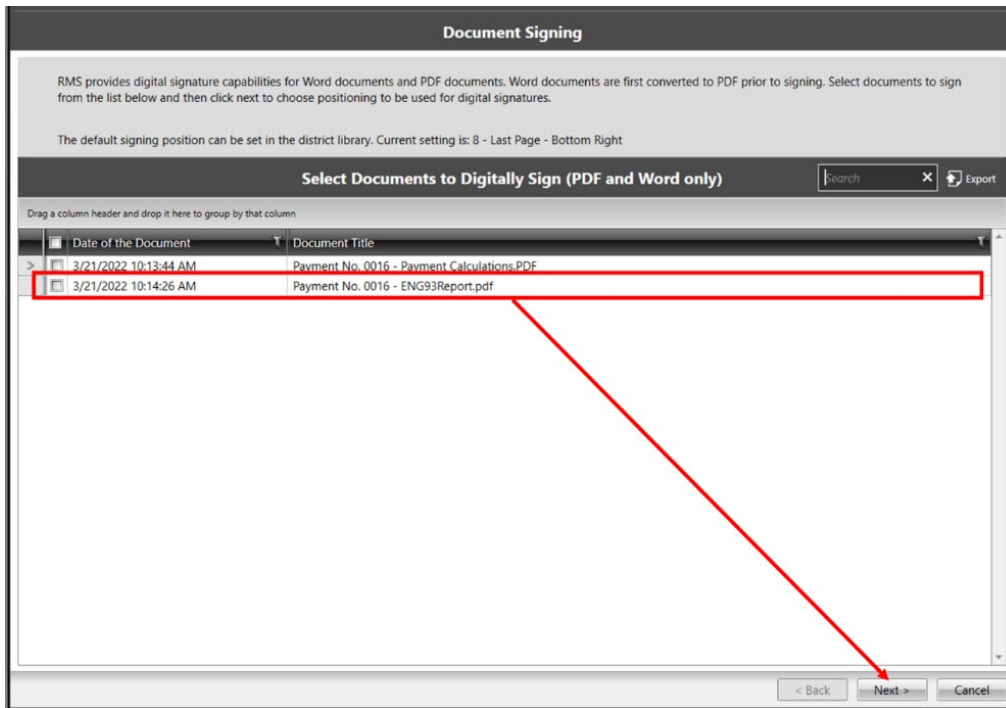 Document Signing
RMS provides digital signature capabilities for Word documents and PDF documents. Word documents are first converted to PDF prior to signing. Select documents to sign
from the list below and then click next to choose positioning to be used for digital signatures.
The default signing position can be set in the district library. Current setting is: 8 - Last Page - Bottom Right
Select Documents to Digitally Sign (PDF and Word only) Search Export
Drag a column header and drop it here to group by that column
Date of the Document Document Title
3/21/2022 10:13:44 AM Payment No. 0016 - Payment Calculations.PDF
3/21/2022 10:14:26 AM Payment No. 0016 - ENG93Report.pdf
< Back Next > Cancel